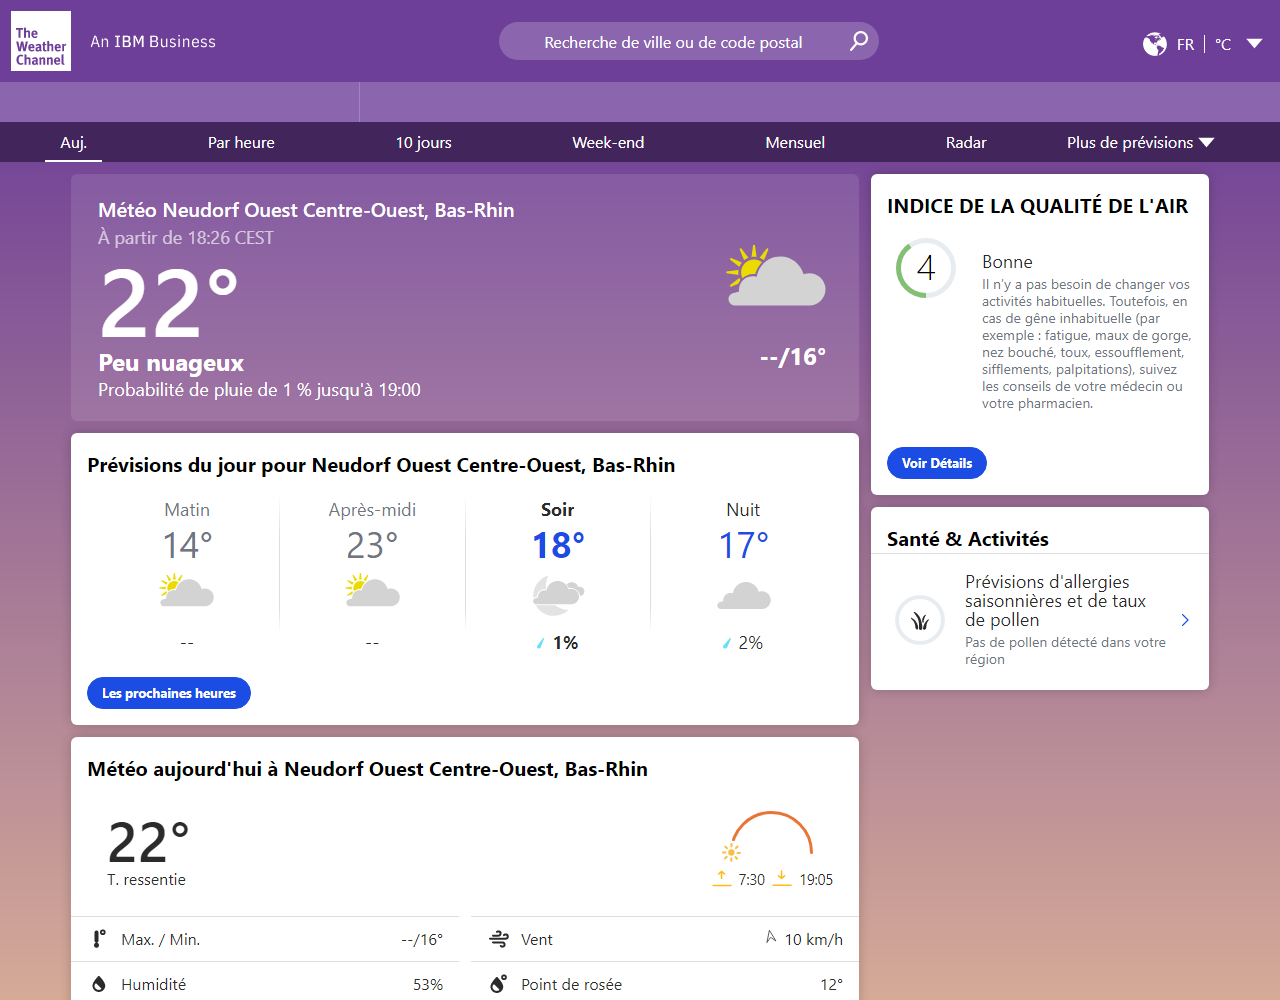 The
Weather
Channel
An IBM Business
Recherche de ville ou de code postal
FR | °C
Auj.
Par heure
10 jours
Week-end
Mensuel
Radar
Plus de prévisions
Météo Neudorf Ouest Centre-Ouest, Bas-Rhin
À partir de 18:26 CEST
22°
Peu nuageux
--/16°
Probabilité de pluie de 1 % jusqu'à 19:00
Prévisions du jour pour Neudorf Ouest Centre-Ouest, Bas-Rhin
Matin
14°
--
Après-midi
23°
--
Soir
18°
1%
Nuit
17°
2%
Les prochaines heures
Météo aujourd'hui à Neudorf Ouest Centre-Ouest, Bas-Rhin
22°
T. ressentie
7:30
19:05
Max. / Min.
--/16°
Vent
10 km/h
Humidité
53%
Point de rosée
12°
INDICE DE LA QUALITÉ DE L'AIR
4
Bonne
Il n'y a pas besoin de changer vos
activités habituelles. Toutefois, en
cas de gêne inhabituelle (par
exemple : fatigue, maux de gorge,
nez bouché, toux, essoufflement,
sifflements, palpitations), suivez
les conseils de votre médecin ou
votre pharmacien.
Voir Détails
Santé & Activités
Prévisions d'allergies
saisonnières et de taux
de pollen
Pas de pollen détecté dans votre
région